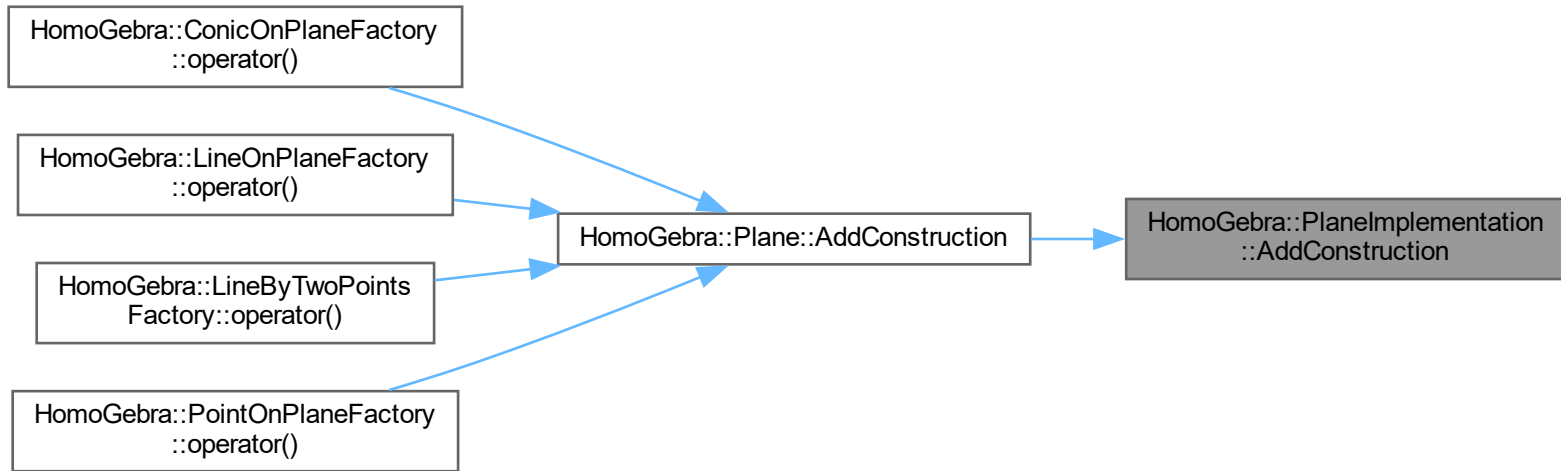 HomoGebra::ConicOnPlaneFactory
::operator()
HomoGebra::LineOnPlaneFactory
::operator()
HomoGebra::LineByTwoPoints
Factory::operator()
HomoGebra::PointOnPlaneFactory
::operator()
HomoGebra::Plane::AddConstruction
HomoGebra::PlaneImplementation
::AddConstruction